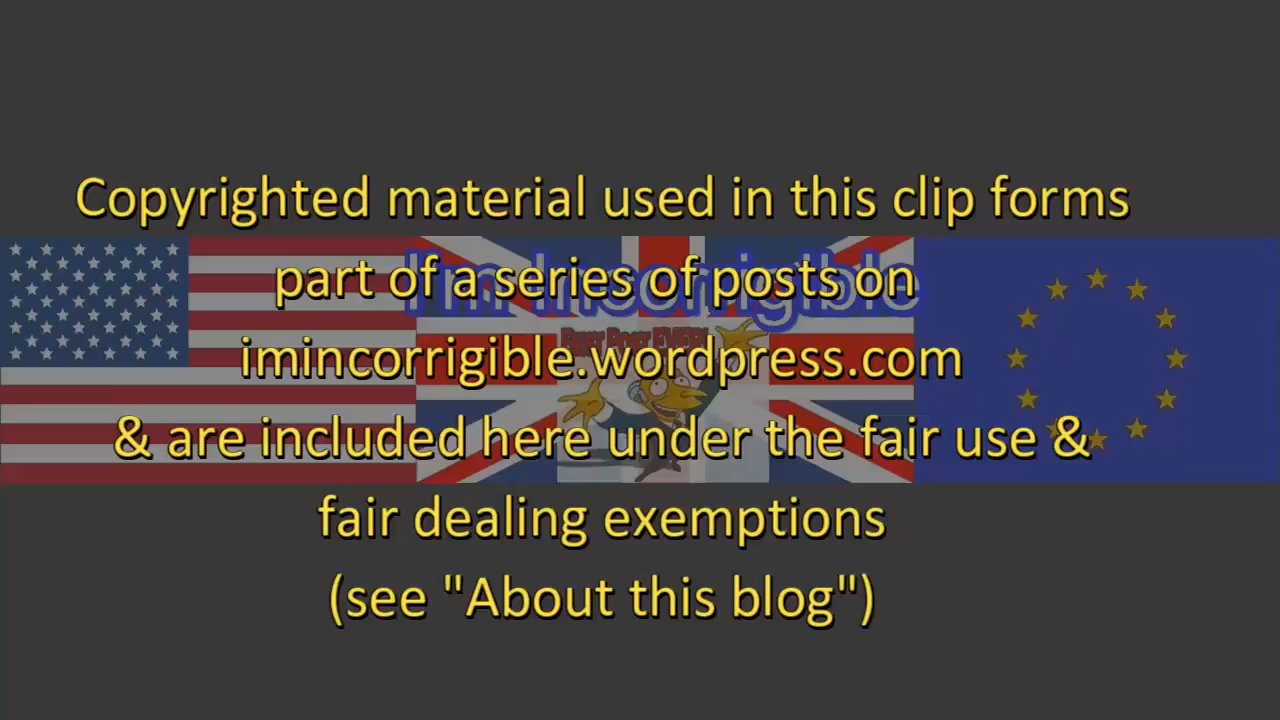 Copyrighted material used in this clip forms
part of a series of posts on
I'm Incorrigible
imincorrigible.wordpress.com
& are included here under the fair use &
fair dealing exemptions
(see "About this blog")